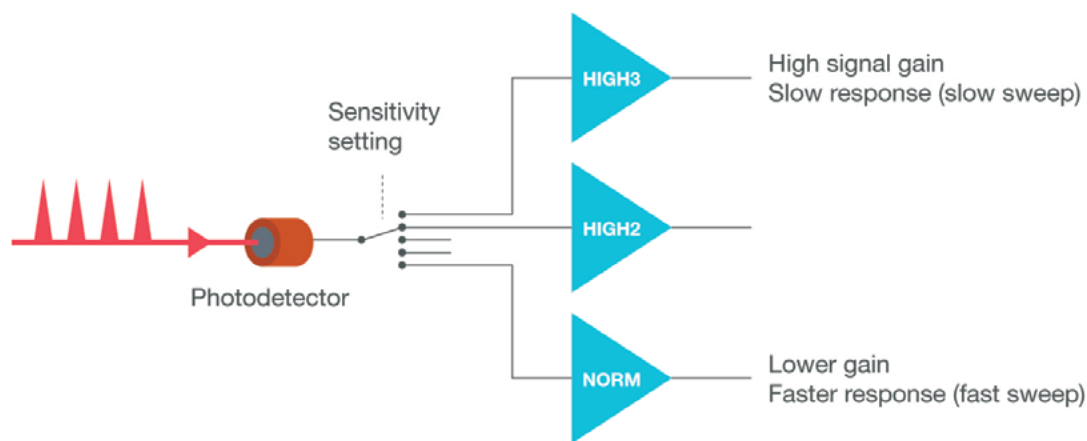 HIGH3
High signal gain
Slow response (slow sweep)
Sensitivity
setting
HIGH2
Photodetector
NORM
Lower gain
Faster response (fast sweep)